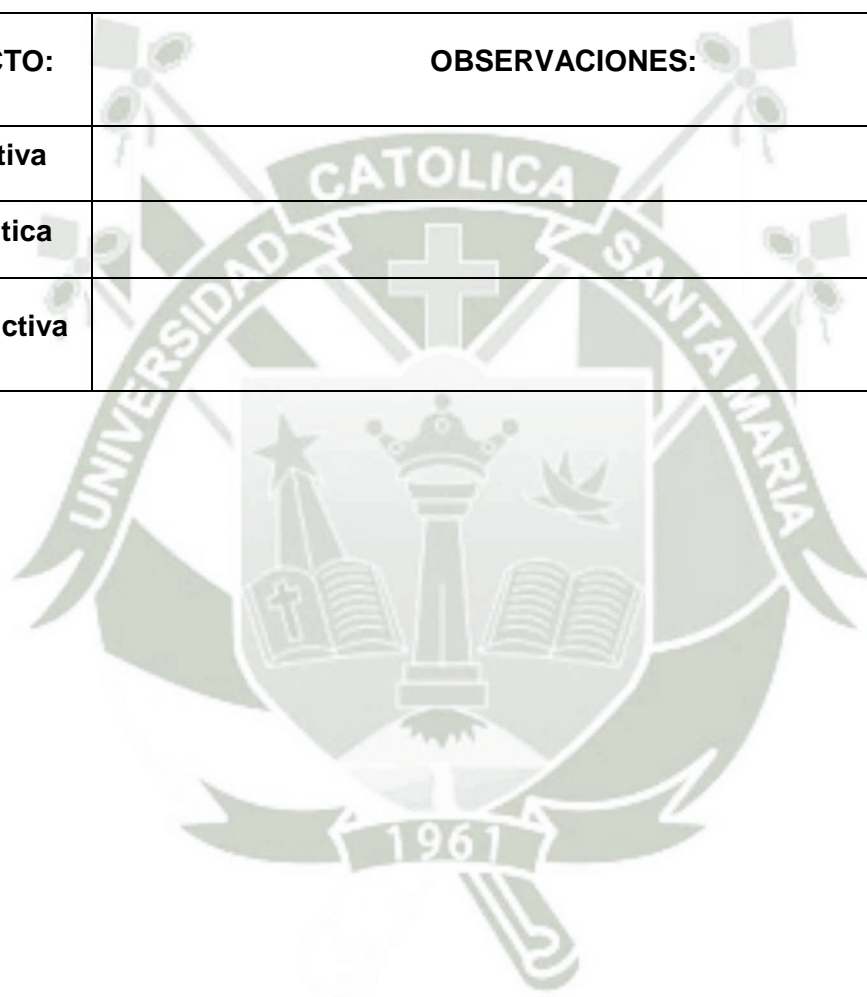 CTO: OBSERVACIONES:
tiva
tica
ctiva
UNIVERSIDAD CATOLICA SANTA MARIA
1961